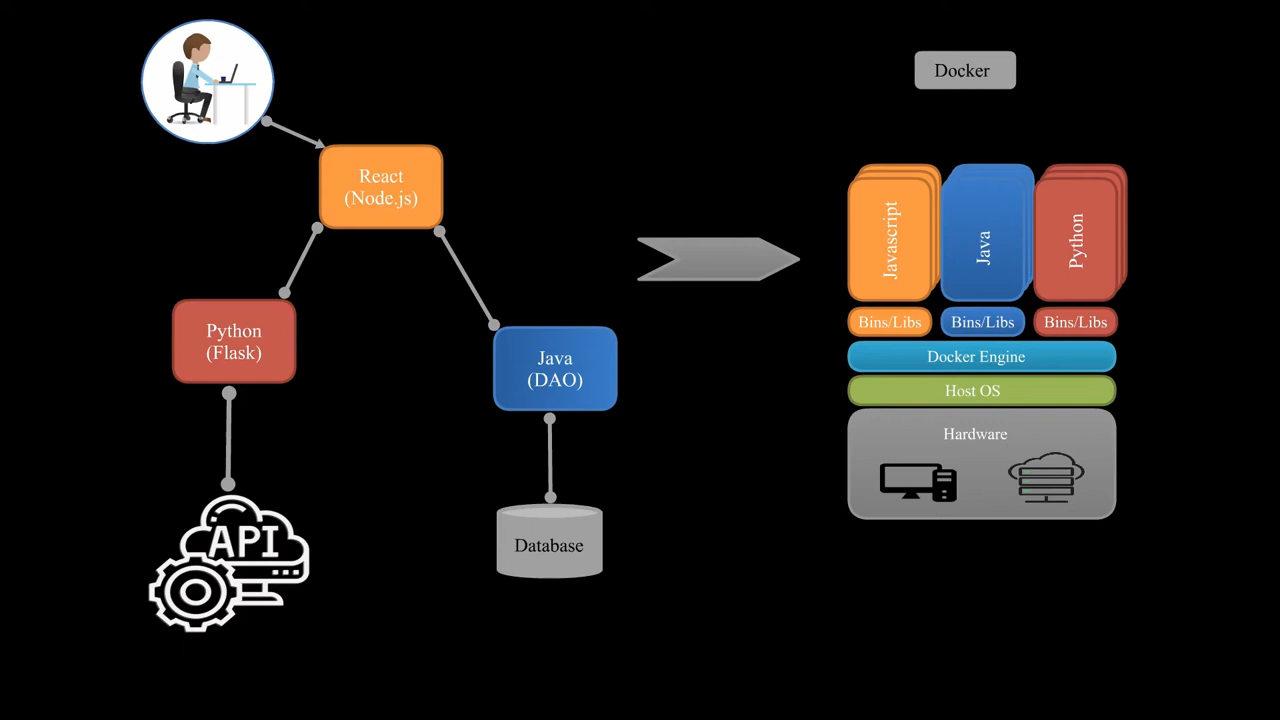 React
(Node.js)
Python
(Flask)
Java
(DAO)
API
Database
Docker
Javascript
Java
Python
Bins/Libs
Bins/Libs
Bins/Libs
Docker Engine
Host OS
Hardware